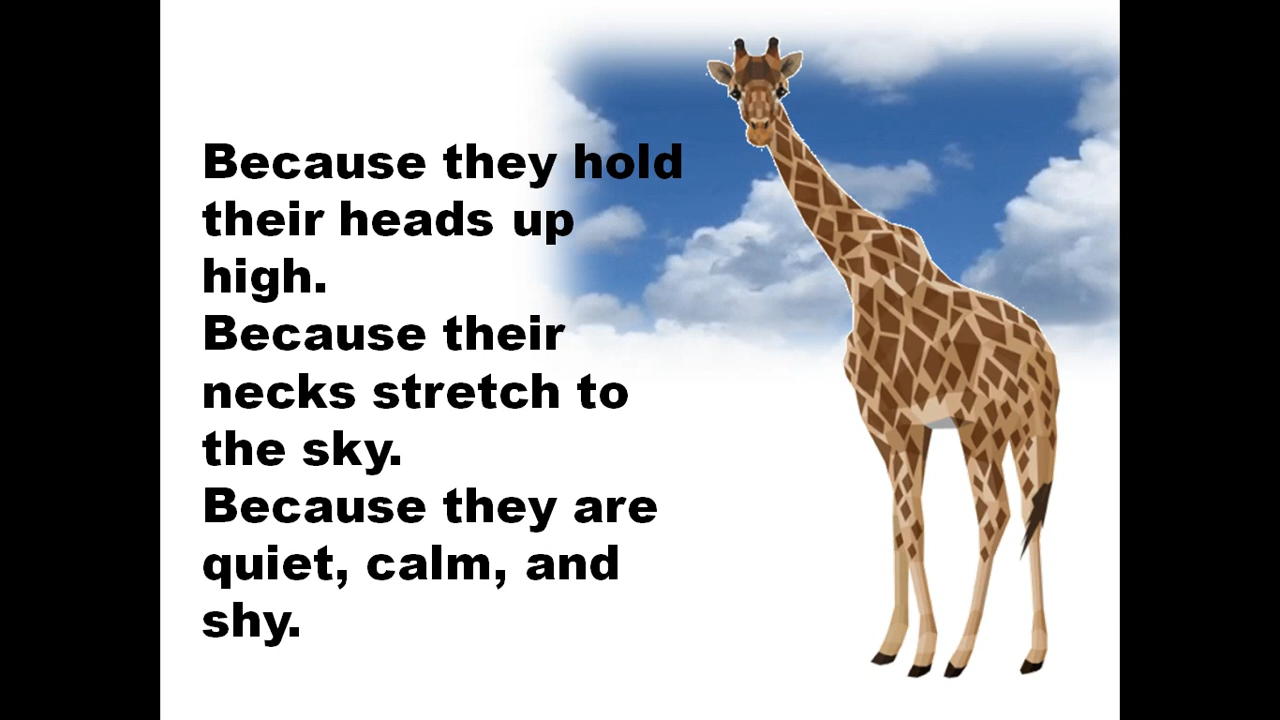 Because they hold
their heads up
high.
Because their
necks stretch to
the sky.
Because they are
quiet, calm, and
shy.